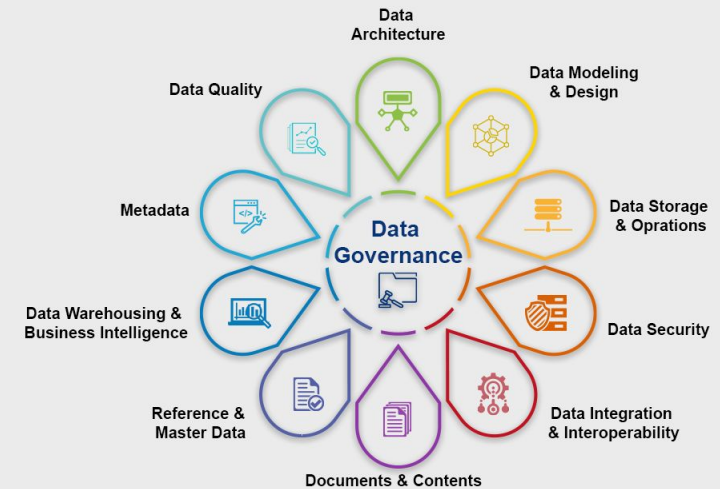 Data
Architecture
Data Modeling
& Design
Data Storage
& Oprations
Data Security
Data Integration
& Interoperability
Documents & Contents
Reference &
Master Data
Data Warehousing &
Business Intelligence
Metadata
Data Quality
Data
Governance